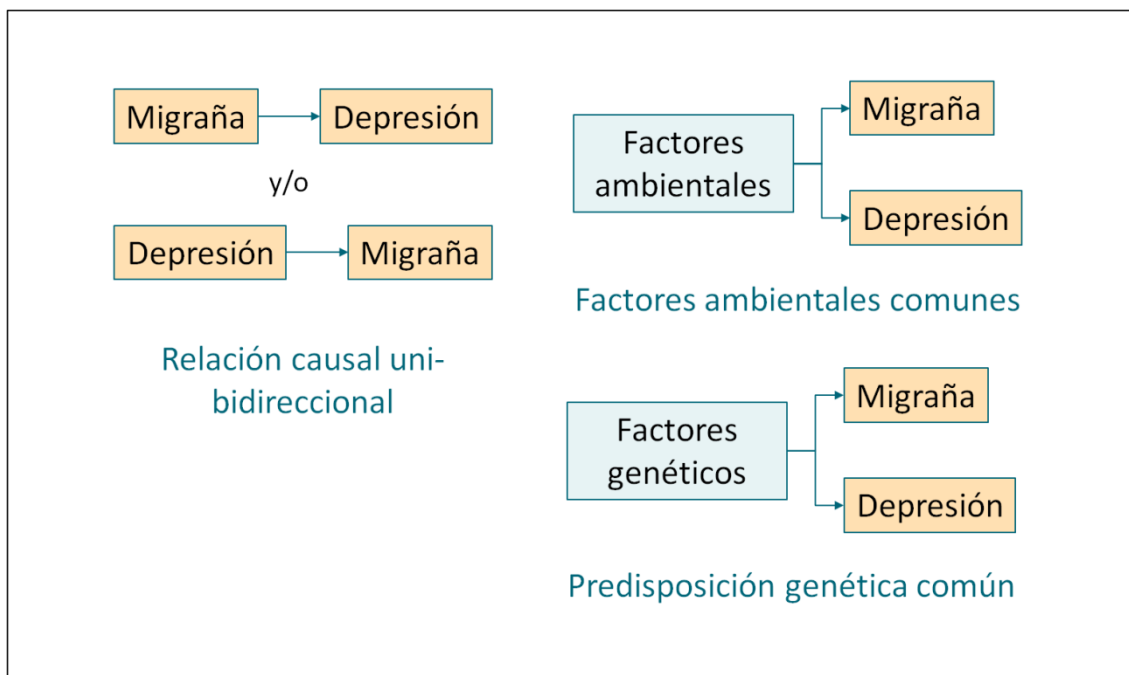 Migraña
Depresión
y/o
Depresión
Migraña
Relación causal uni-
bidireccional
Factores
ambientales
Migraña
Depresión
Factores ambientales comunes
Factores
genéticos
Migraña
Depresión
Predisposición genética común